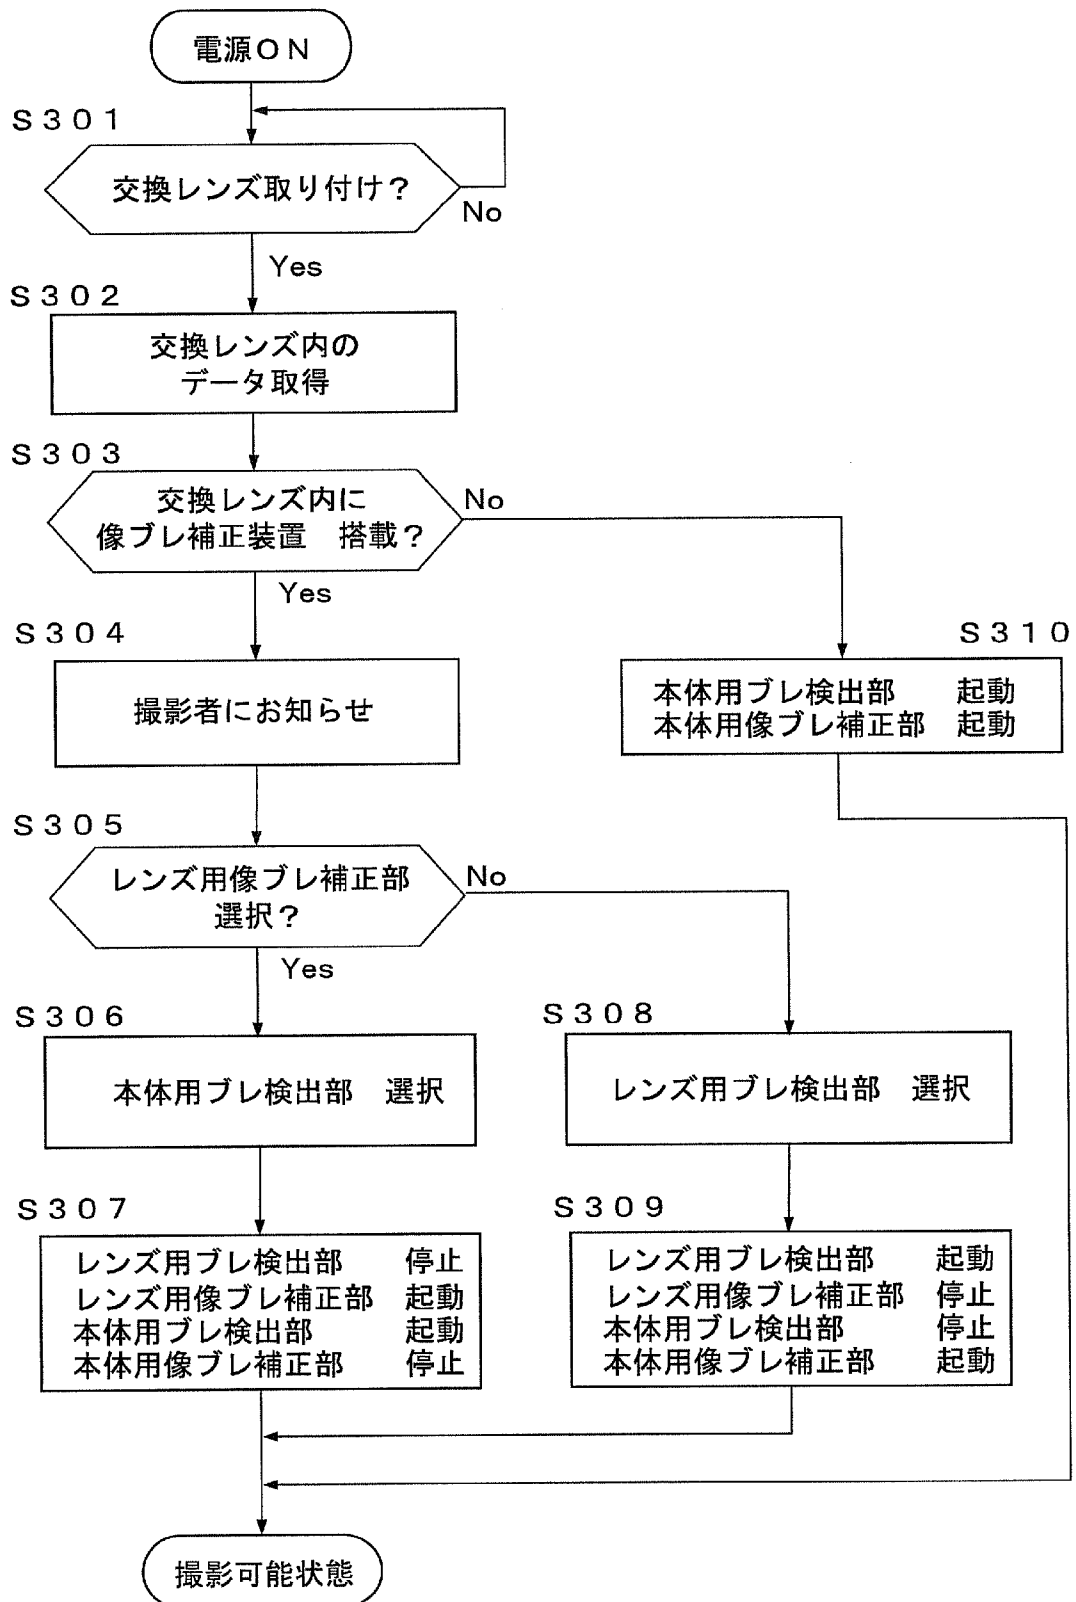 電源ＯＮ
Ｓ３０１
交換レンズ取り付け？
No
Yes
Ｓ３０２
交換レンズ内の
データ取得
Ｓ３０３
交換レンズ内に
像ブレ補正装置　搭載？
No
Yes
Ｓ３０４
撮影者にお知らせ
Ｓ３１０
本体用ブレ検出部　　起動
本体用像ブレ補正部　起動
Ｓ３０５
レンズ用像ブレ補正部
選択？
No
Yes
Ｓ３０６
本体用ブレ検出部　選択
Ｓ３０８
レンズ用ブレ検出部　選択
Ｓ３０７
レンズ用ブレ検出部　　停止
レンズ用像ブレ補正部　起動
本体用ブレ検出部　　　起動
本体用像ブレ補正部　　停止
Ｓ３０９
レンズ用ブレ検出部　　起動
レンズ用像ブレ補正部　停止
本体用ブレ検出部　　　停止
本体用像ブレ補正部　　起動
撮影可能状態